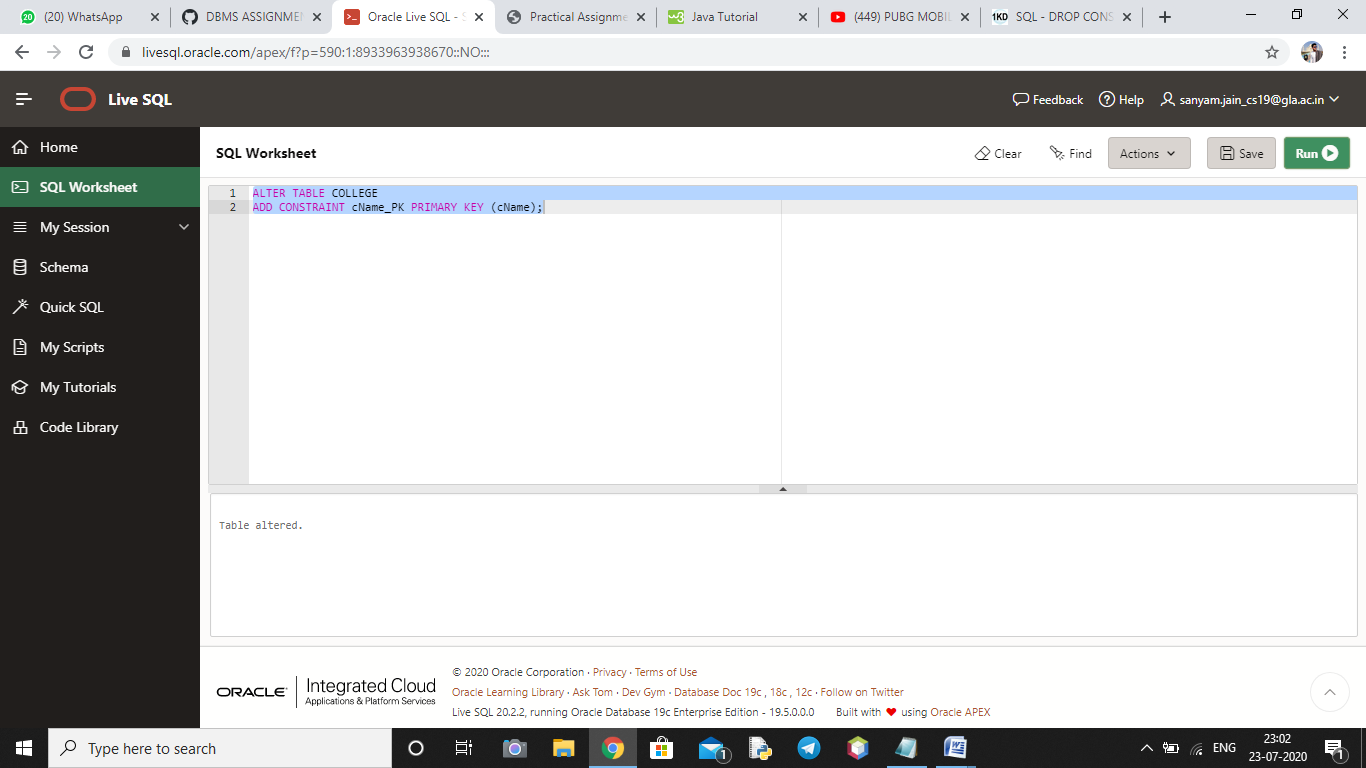 (20) WhatsApp
DBMS ASSIGNME
Oracle Live SQL - S
Practical Assignme
Java Tutorial
(449) PUBG MOBIL
1KD SQL - DROP CONS
livesql.oracle.com/apex/f?p=590:1:8933963938670::NO:::
Live SQL
Feedback
Help
sanyam.jain_cs19@gla.ac.in
Home
SQL Worksheet
My Session
Schema
Quick SQL
My Scripts
My Tutorials
Code Library
SQL Worksheet
Clear
Find
Actions
Save
Run
1 ALTER TABLE COLLEGE
2 ADD CONSTRAINT cName_PK PRIMARY KEY (cName);
Table altered.
ORACLE
Integrated Cloud
Applications & Platform Services
© 2020 Oracle Corporation · Privacy · Terms of Use
Oracle Learning Library · Ask Tom · Dev Gym · Database Doc 19c, 18c, 12c · Follow on Twitter
Live SQL 20.2.2, running Oracle Database 19c Enterprise Edition - 19.5.0.0.0 Built with ❤ using Oracle APEX
Type here to search
1
ENG
23:02
23-07-2020
1